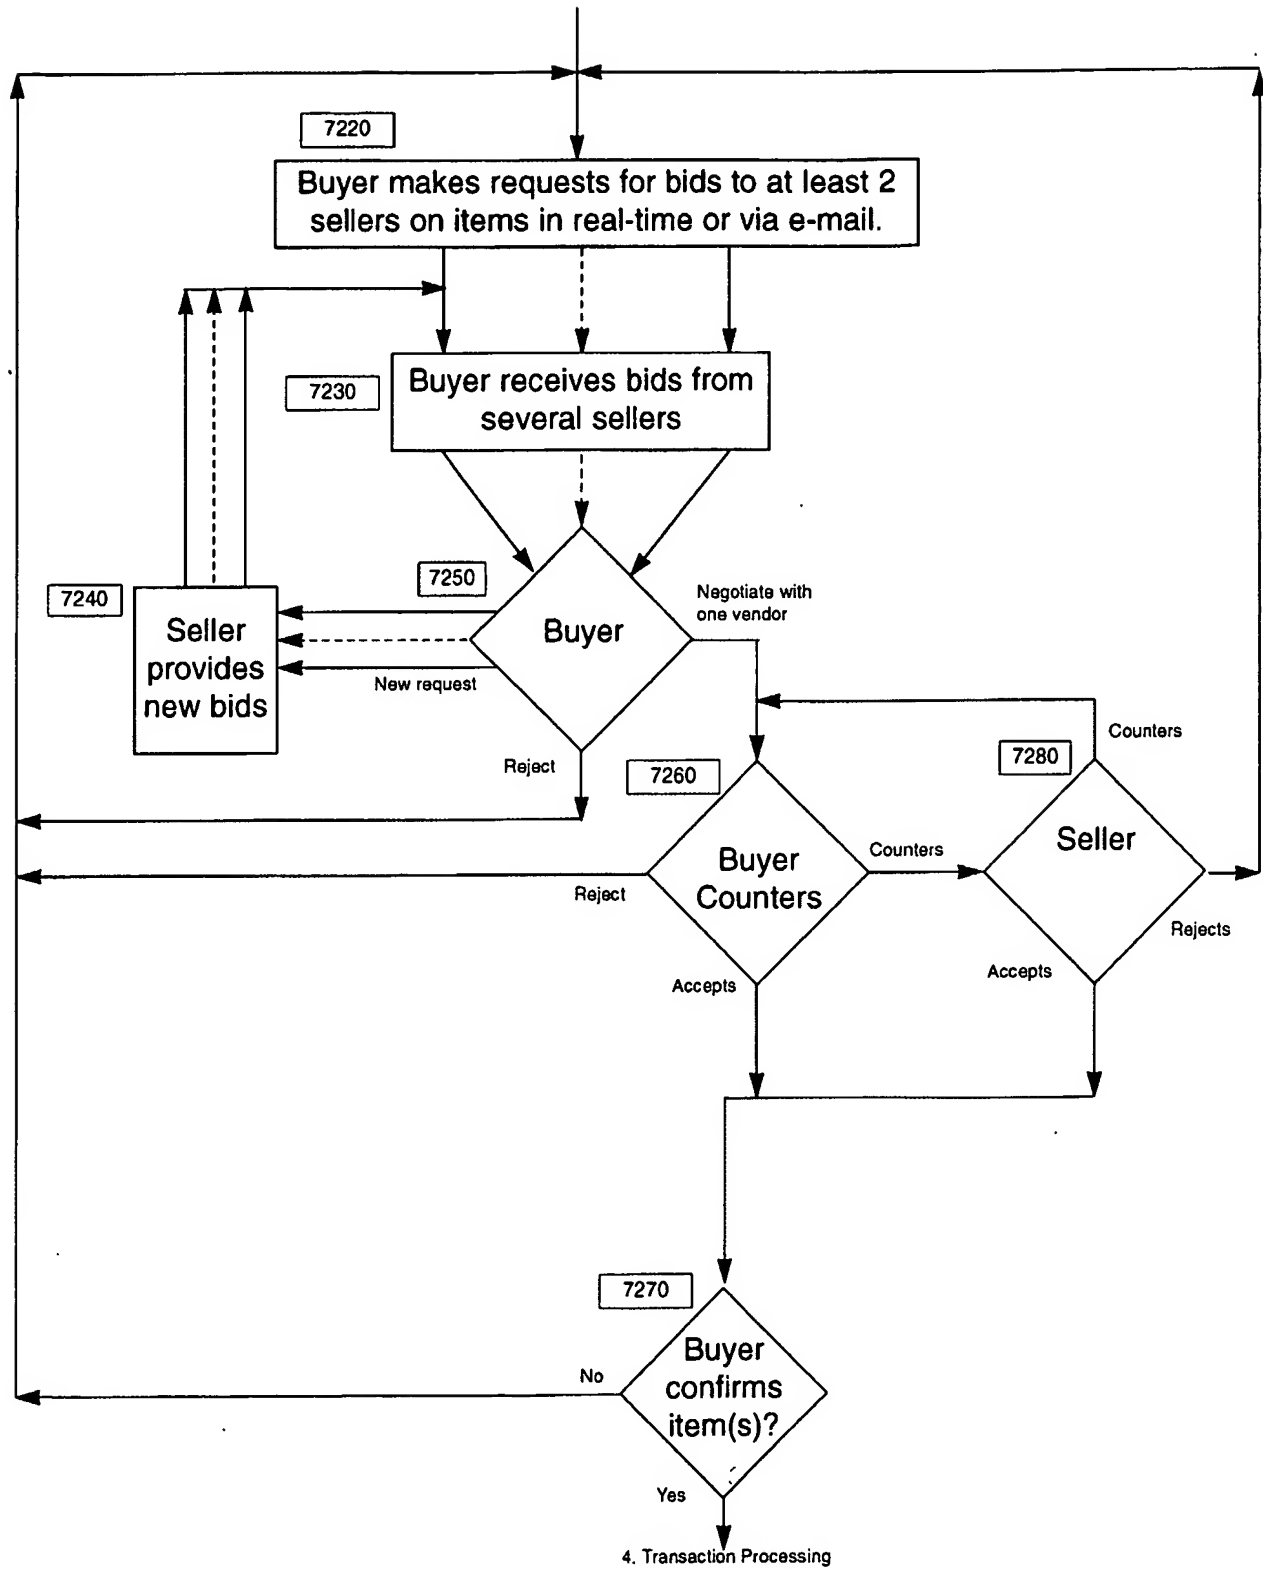 7220
Buyer makes requests for bids to at least 2
sellers on items in real-time or via e-mail.
7230
Buyer receives bids from
several sellers
7240
Seller
provides
new bids
7250
Buyer
Negotiate with
one vendor
New request
Reject
7260
Buyer
Counters
Counters
Reject
Accepts
7280
Seller
Counters
Rejects
Accepts
7270
Buyer
confirms
item(s)?
No
Yes
4. Transaction Processing